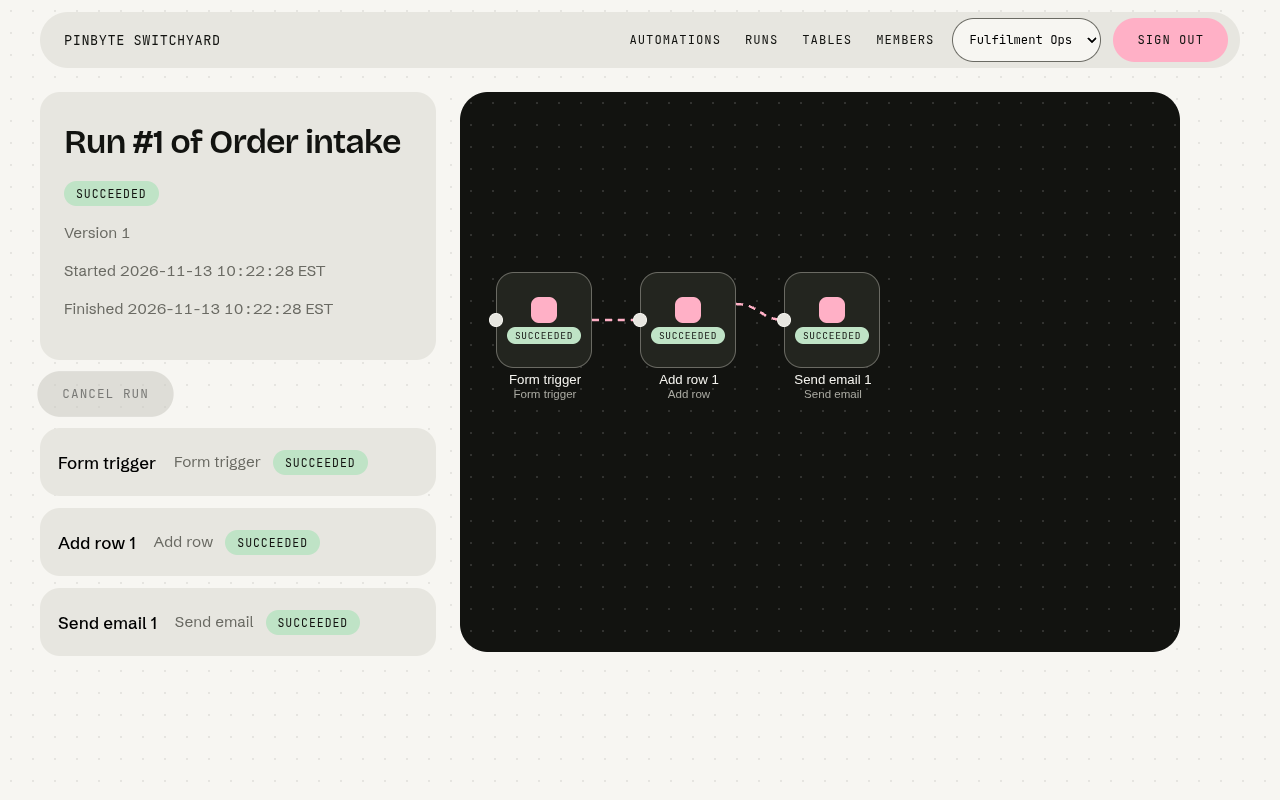 PINBYTE SWITCHYARD
AUTOMATIONS RUNS TABLES MEMBERS Fulfilment Ops SIGN OUT
Run #1 of Order intake
SUCCEEDED
Version 1
Started 2026-11-13 10:22:28 EST
Finished 2026-11-13 10:22:28 EST
CANCEL RUN
Form trigger Form trigger SUCCEEDED
Add row 1 Add row SUCCEEDED
Send email 1 Send email SUCCEEDED
SUCCEEDED SUCCEEDED SUCCEEDED
Form trigger Add row 1 Send email 1
Form trigger Add row Send email